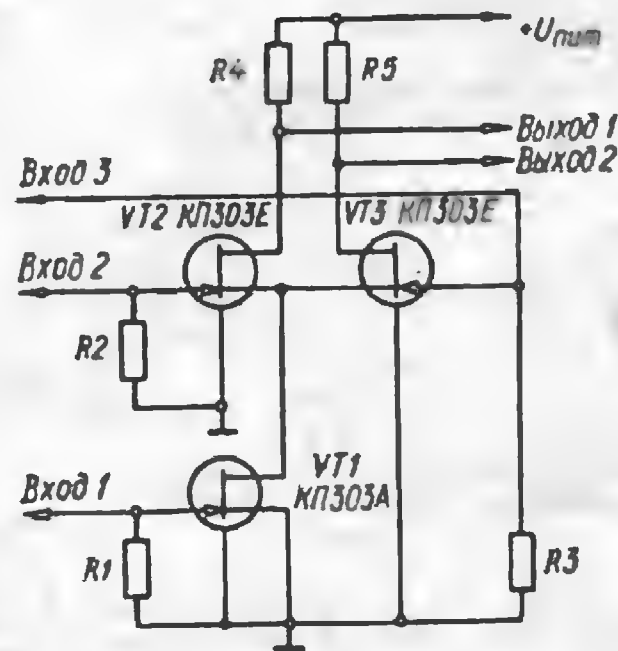 R4
R5
+Uпит
Выход 1
Выход 2
Вход 3
VT2 КП303Е
VT3 КП303Е
Вход 2
R2
VT1
КП303А
Вход 1
R1
R3